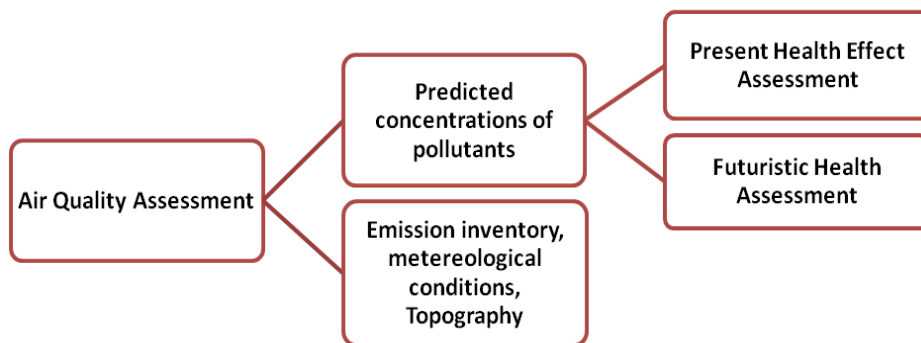 Air Quality Assessment
Predicted
concentrations of
pollutants
Present Health Effect
Assessment
Futuristic Health
Assessment
Emission inventory,
metereological
conditions,
Topography